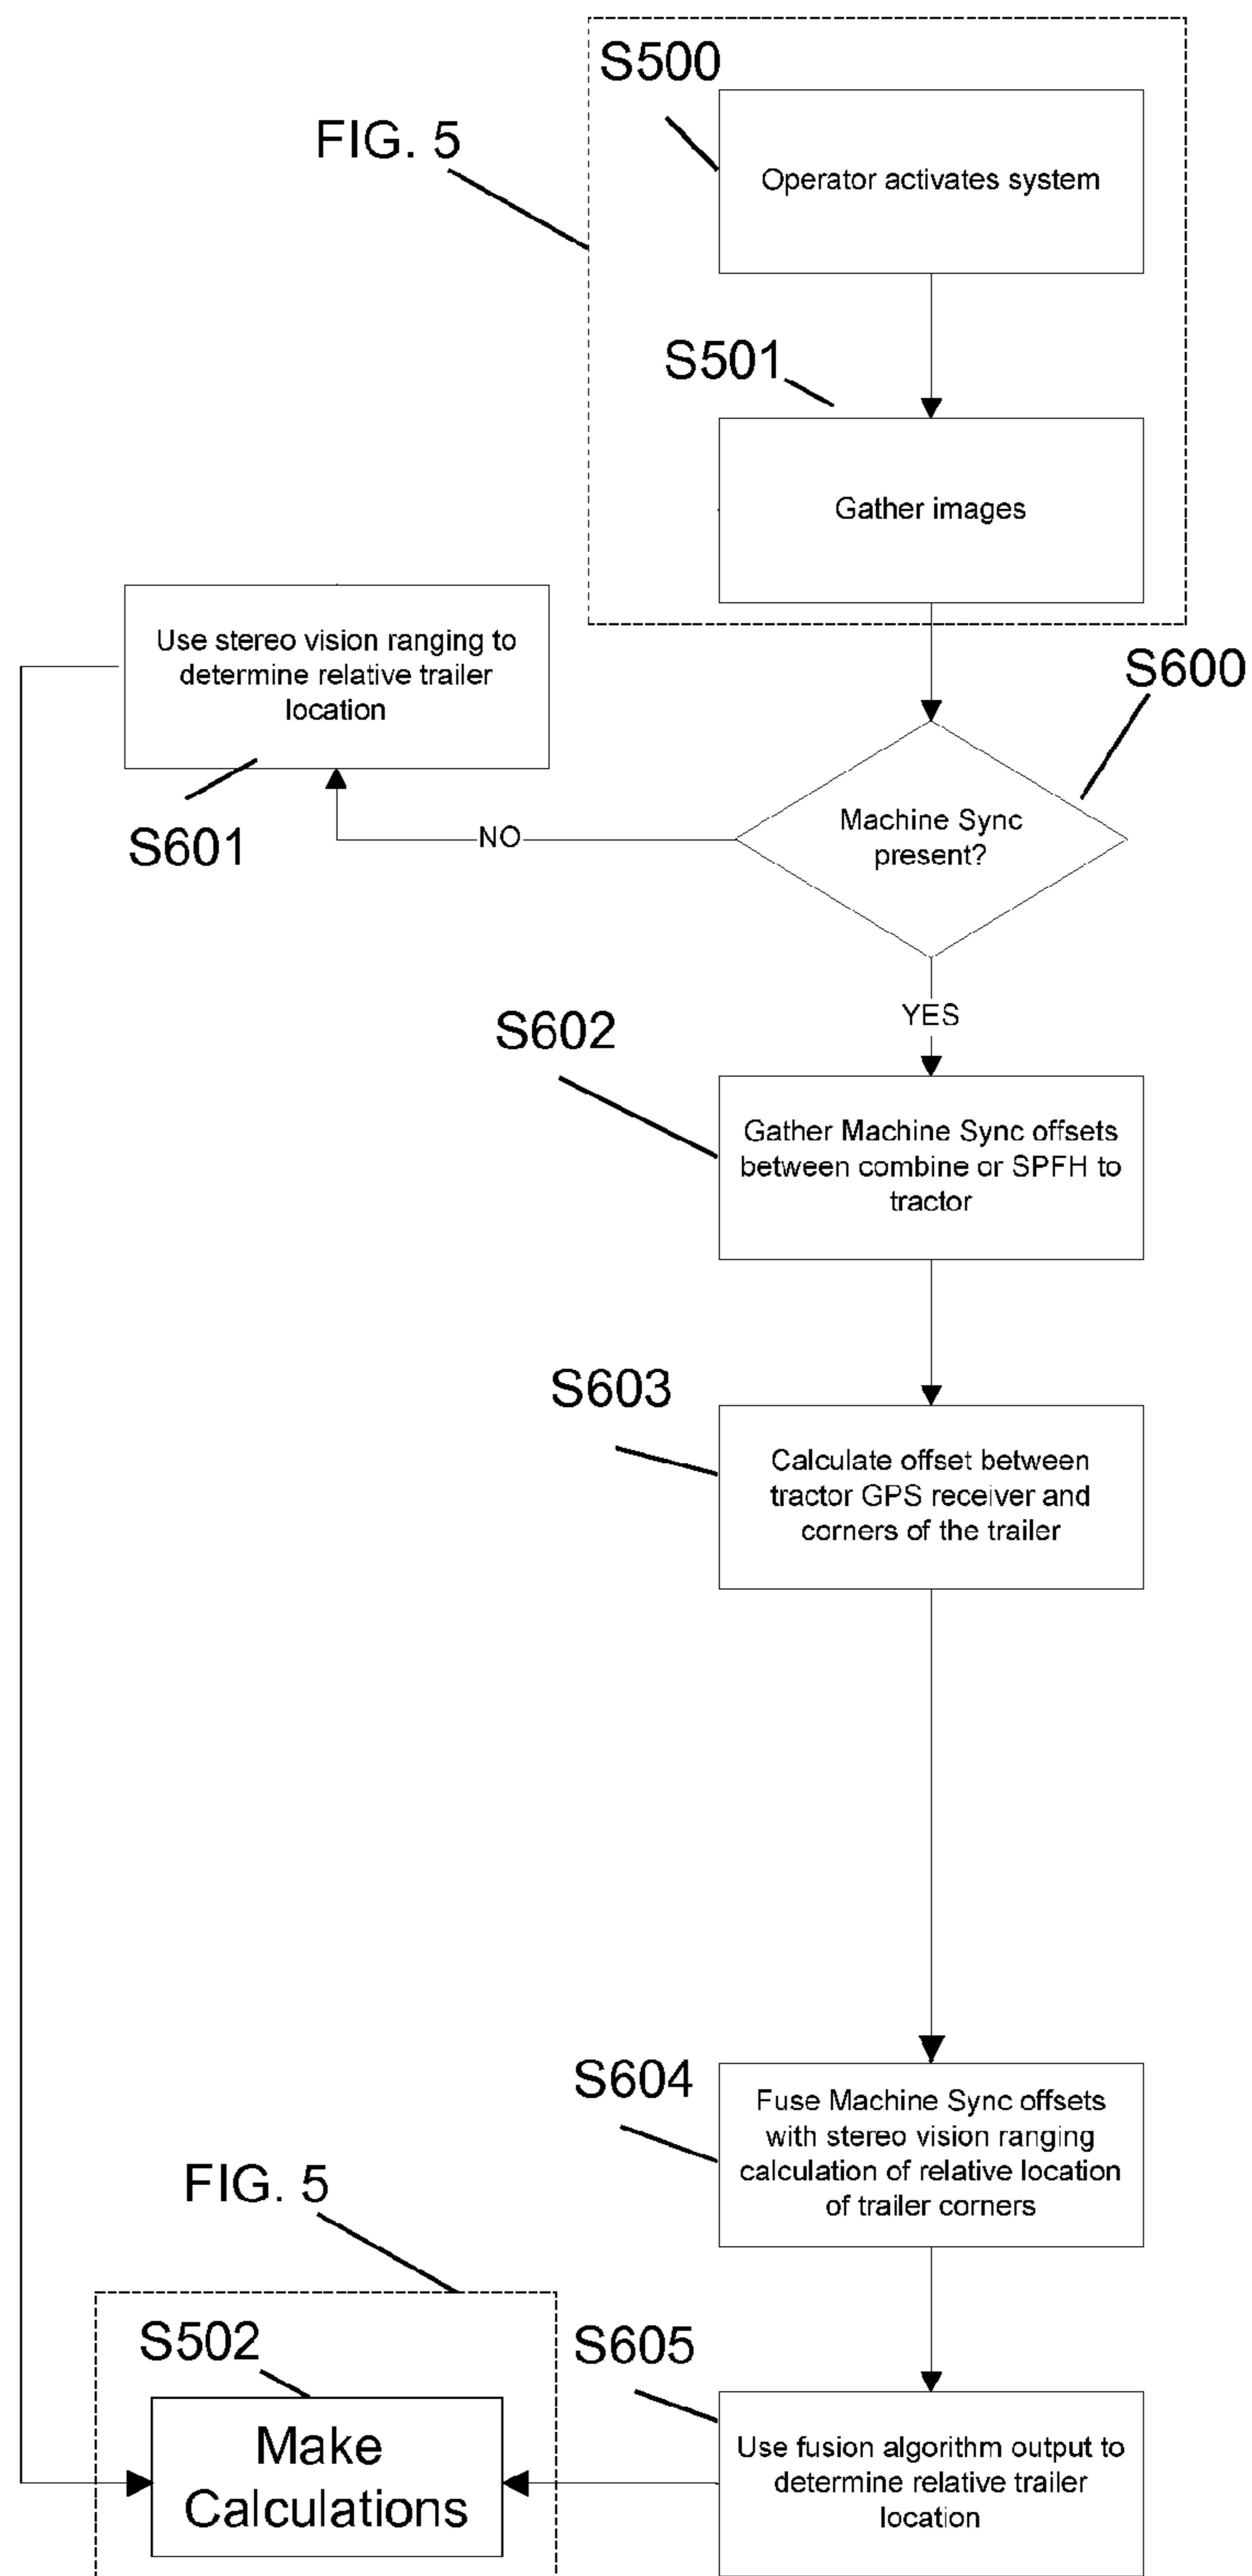 S500
FIG. 5
Operator activates system
S501
Gather images
Use stereo vision ranging to
determine relative trailer
location
S601
S600
Machine Sync
present?
NO
YES
S602
Gather Machine Sync offsets
between combine or SPFH to
tractor
S603
Calculate offset between
tractor GPS receiver and
corners of the trailer
S604
Fuse Machine Sync offsets
with stereo vision ranging
calculation of relative location
of trailer corners
FIG. 5
S502
Make
Calculations
S605
Use fusion algorithm output to
determine relative trailer
location